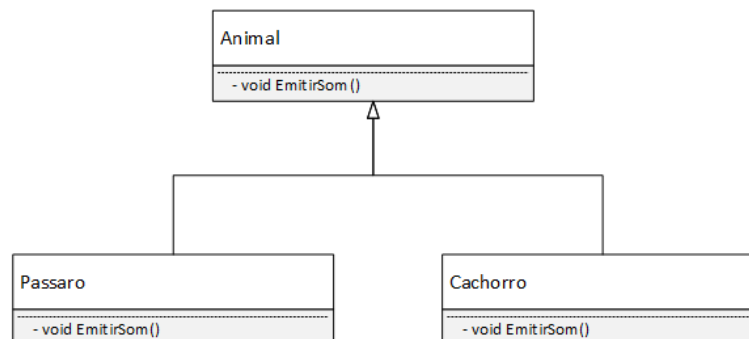 Animal
- void EmitirSom()
Passaro
- void EmitirSom()
Cachorro
- void EmitirSom()